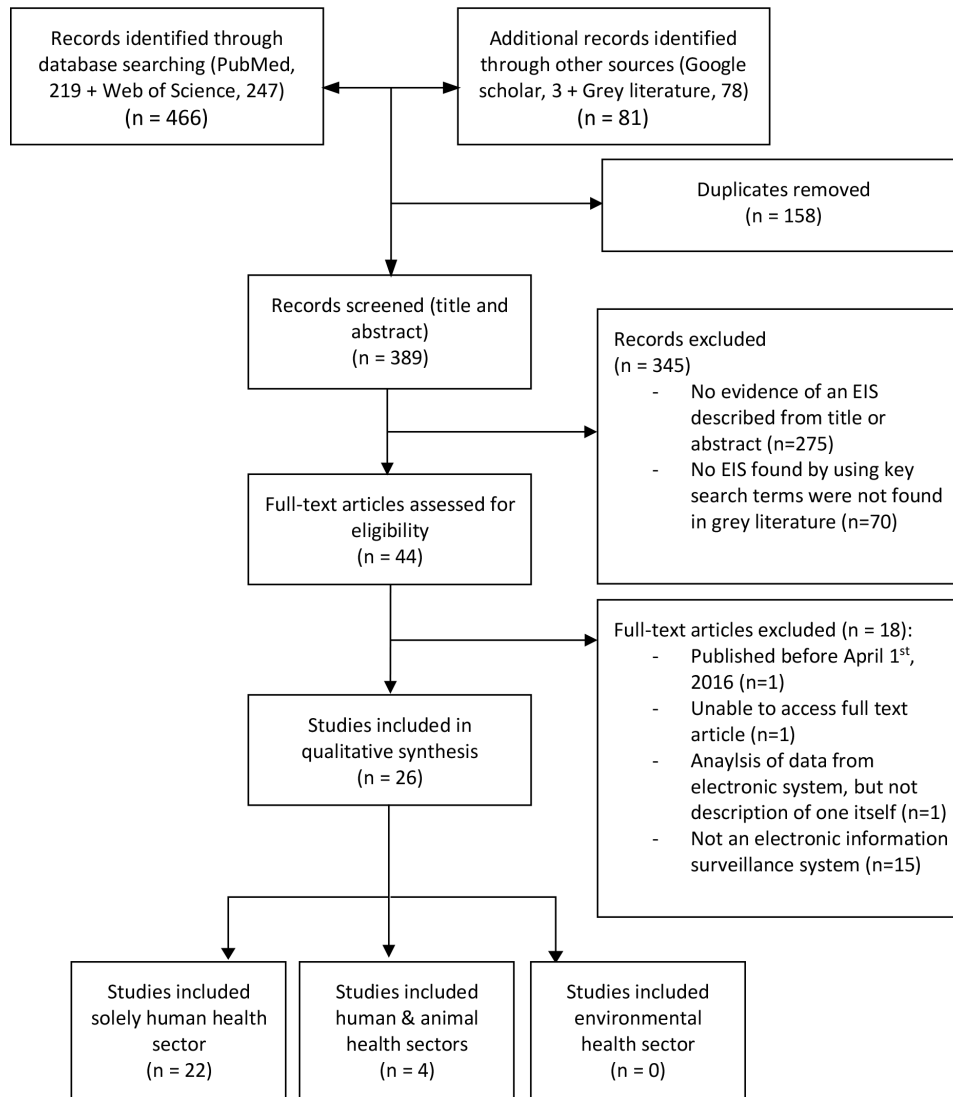 Records identified through
database searching (PubMed,
219 + Web of Science, 247)
(n = 466)
Additional records identified
through other sources (Google
scholar, 3 + Grey literature, 78)
(n = 81)
Duplicates removed
(n = 158)
Records screened (title and
abstract)
(n = 389)
Records excluded
(n = 345)
- No evidence of an EIS
described from title or
abstract (n=275)
- No EIS found by using key
search terms were not found
in grey literature (n=70)
Full-text articles assessed for
eligibility
(n = 44)
Full-text articles excluded (n = 18):
- Published before April 1st,
2016 (n=1)
- Unable to access full text
article (n=1)
- Anaylsis of data from
electronic system, but not
description of one itself (n=1)
- Not an electronic information
surveillance system (n=15)
Studies included in
qualitative synthesis
(n = 26)
Studies included
solely human health
sector
(n = 22)
Studies included
human & animal
health sectors
(n = 4)
Studies included
environmental
health sector
(n = 0)